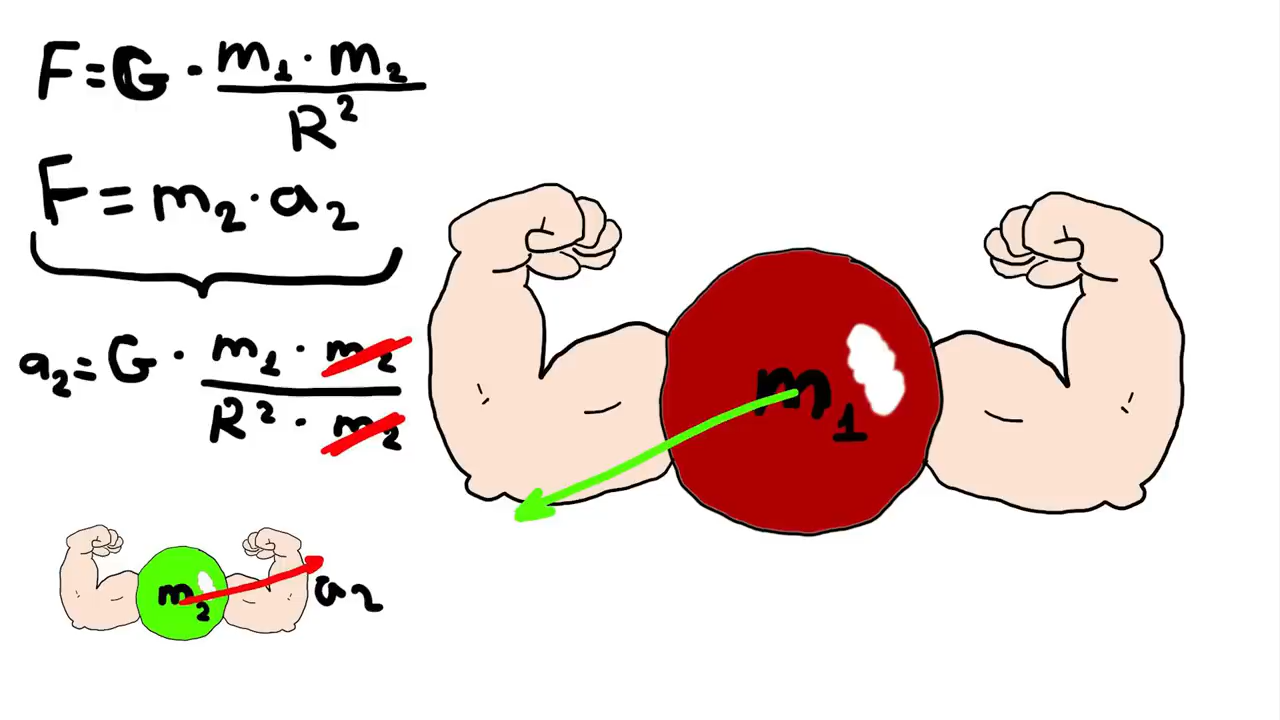 F=G · m₁ · m₂ / R²
F=m₂ · a₂
a₂=G · m₁ · m₂ / R² · m₂
m₁
m₂
a₂